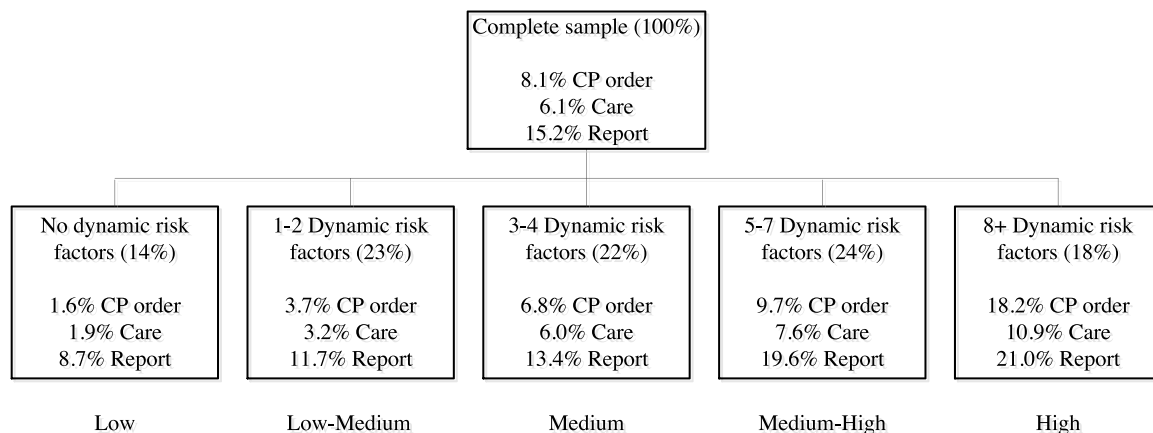 Complete sample (100%)
8.1% CP order
6.1% Care
15.2% Report
No dynamic risk
factors (14%)
1.6% CP order
1.9% Care
8.7% Report
1-2 Dynamic risk
factors (23%)
3.7% CP order
3.2% Care
11.7% Report
3-4 Dynamic risk
factors (22%)
6.8% CP order
6.0% Care
13.4% Report
5-7 Dynamic risk
factors (24%)
9.7% CP order
7.6% Care
19.6% Report
8+ Dynamic risk
factors (18%)
18.2% CP order
10.9% Care
21.0% Report
Low
Low-Medium
Medium
Medium-High
High